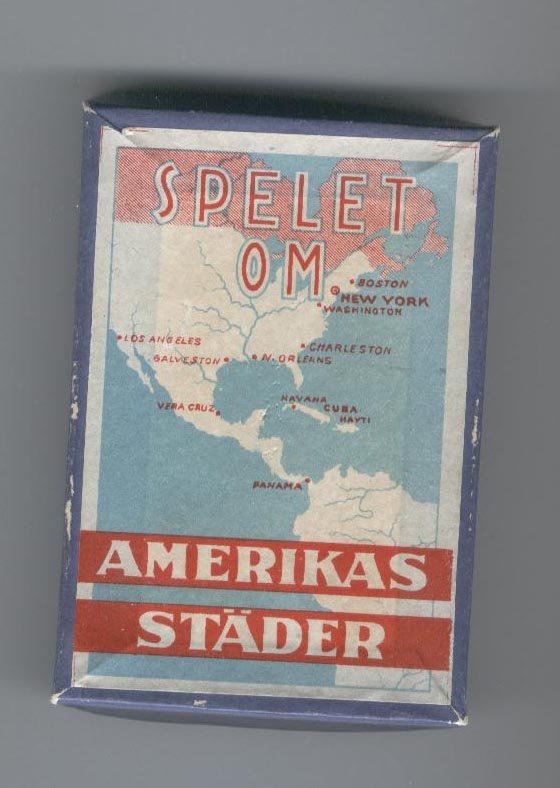 SPELET
OM
BOSTON
NEW YORK
WASHINGTON
LOS ANGELES
CHARLESTON
GALVESTON
N. ORLEANS
HAVANA
VERA CRUZ
CUBA
HAYTI
PANAMA
AMERIKAS
STÄDER